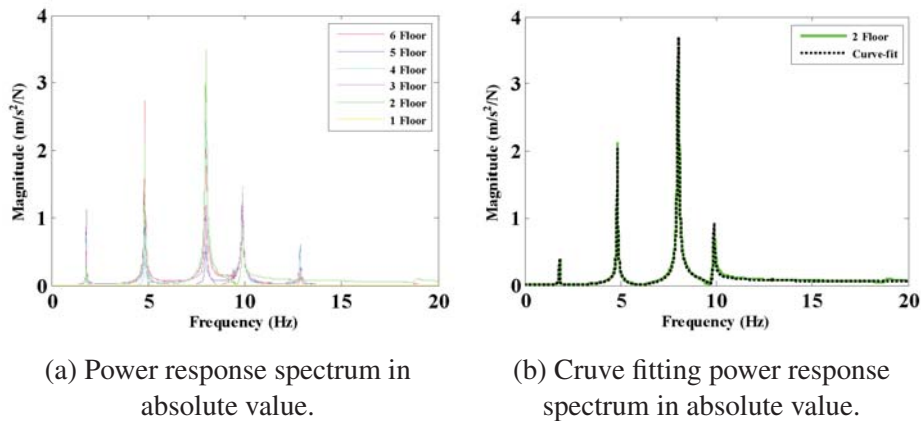 4
3
2
1
0
0
5
10
15
20
Magnitude (m/s²/N)
Frequency (Hz)
6 Floor
5 Floor
4 Floor
3 Floor
2 Floor
1 Floor
(a) Power response spectrum in
absolute value.
4
3
2
1
0
0
5
10
15
20
Magnitude (m/s²/N)
Frequency (Hz)
2 Floor
Curve-fit
(b) Cruve fitting power response
spectrum in absolute value.